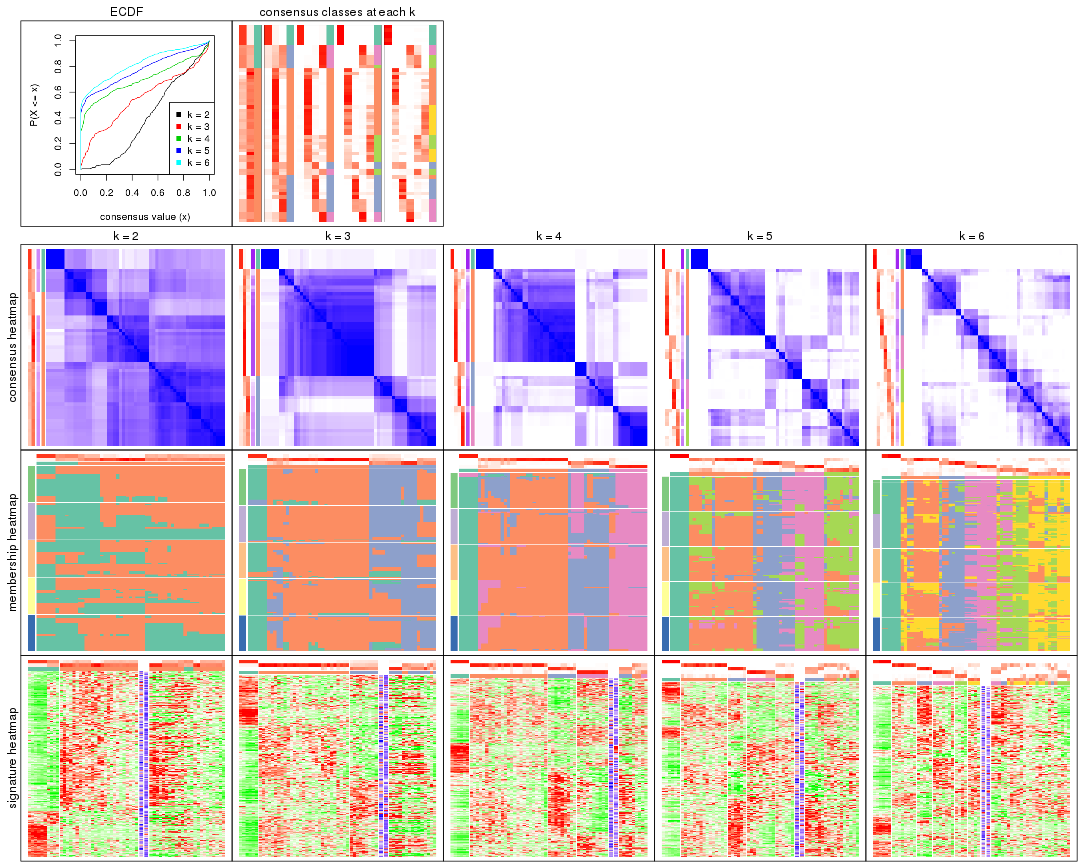 ECDF
consensus classes at each k
P(X <= x)
0.0 0.2 0.4 0.6 0.8 1.0
k = 2
k = 3
k = 4
k = 5
k = 6
0.0 0.2 0.4 0.6 0.8 1.0
consensus value (x)
k = 2
k = 3
k = 4
k = 5
k = 6
consensus heatmap
membership heatmap
signature heatmap